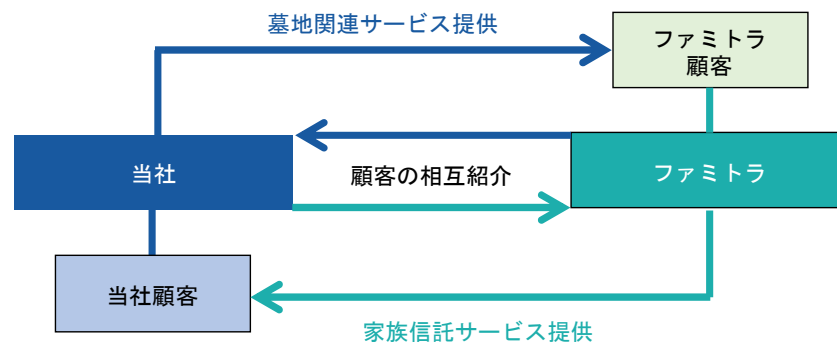 墓地関連サービス提供
ファミトラ
顧客
当社
顧客の相互紹介
ファミトラ
当社顧客
家族信託サービス提供